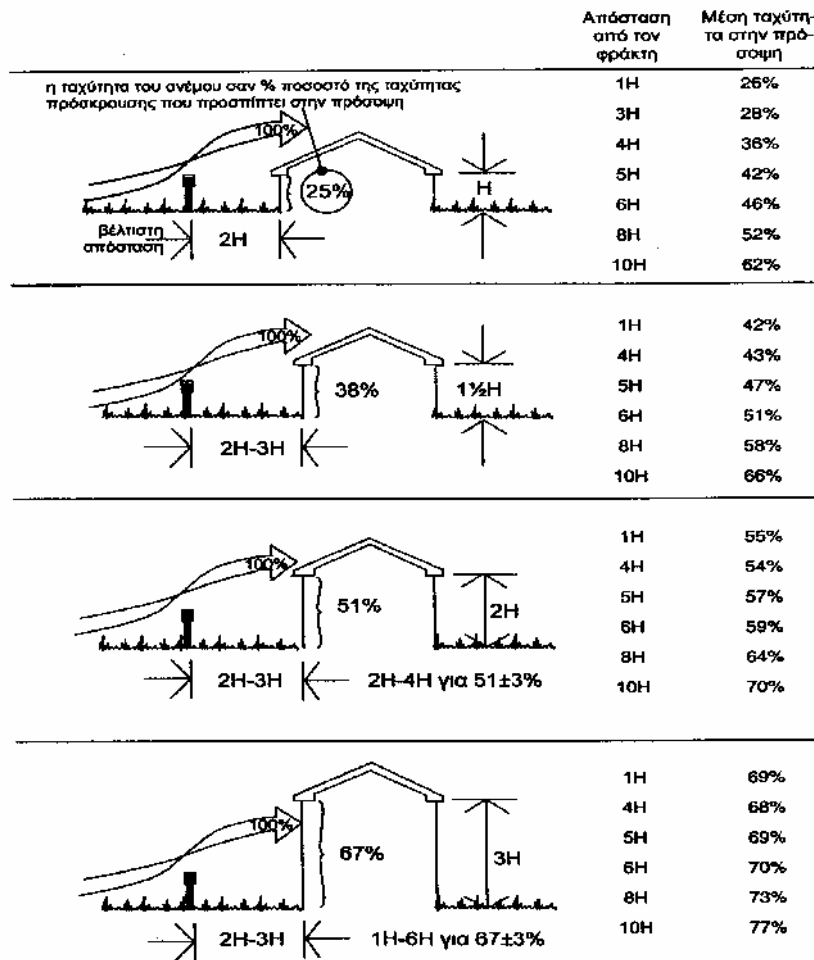 Απόσταση Μέση ταχύτη-
από τον τα στην πρό-
φράκτη σοψη
η ταχύτητα του ανέμου σαν % ποσοστό της ταχύτητας
πρόσκρουσης που προσπίπτει στην πρόσοψη
100%
25%
H
βέλτιστη
απόσταση
2H
1H 26%
3H 28%
4H 36%
5H 42%
6H 46%
8H 52%
10H 62%
100%
38%
1½H
2H-3H
1H 42%
4H 43%
5H 47%
6H 51%
8H 58%
10H 66%
100%
51%
2H
2H-3H
2H-4H για 51±3%
1H 55%
4H 54%
5H 57%
6H 59%
8H 64%
10H 70%
100%
67%
3H
2H-3H
1H-6H για 67±3%
1H 69%
4H 68%
5H 69%
6H 70%
8H 73%
10H 77%